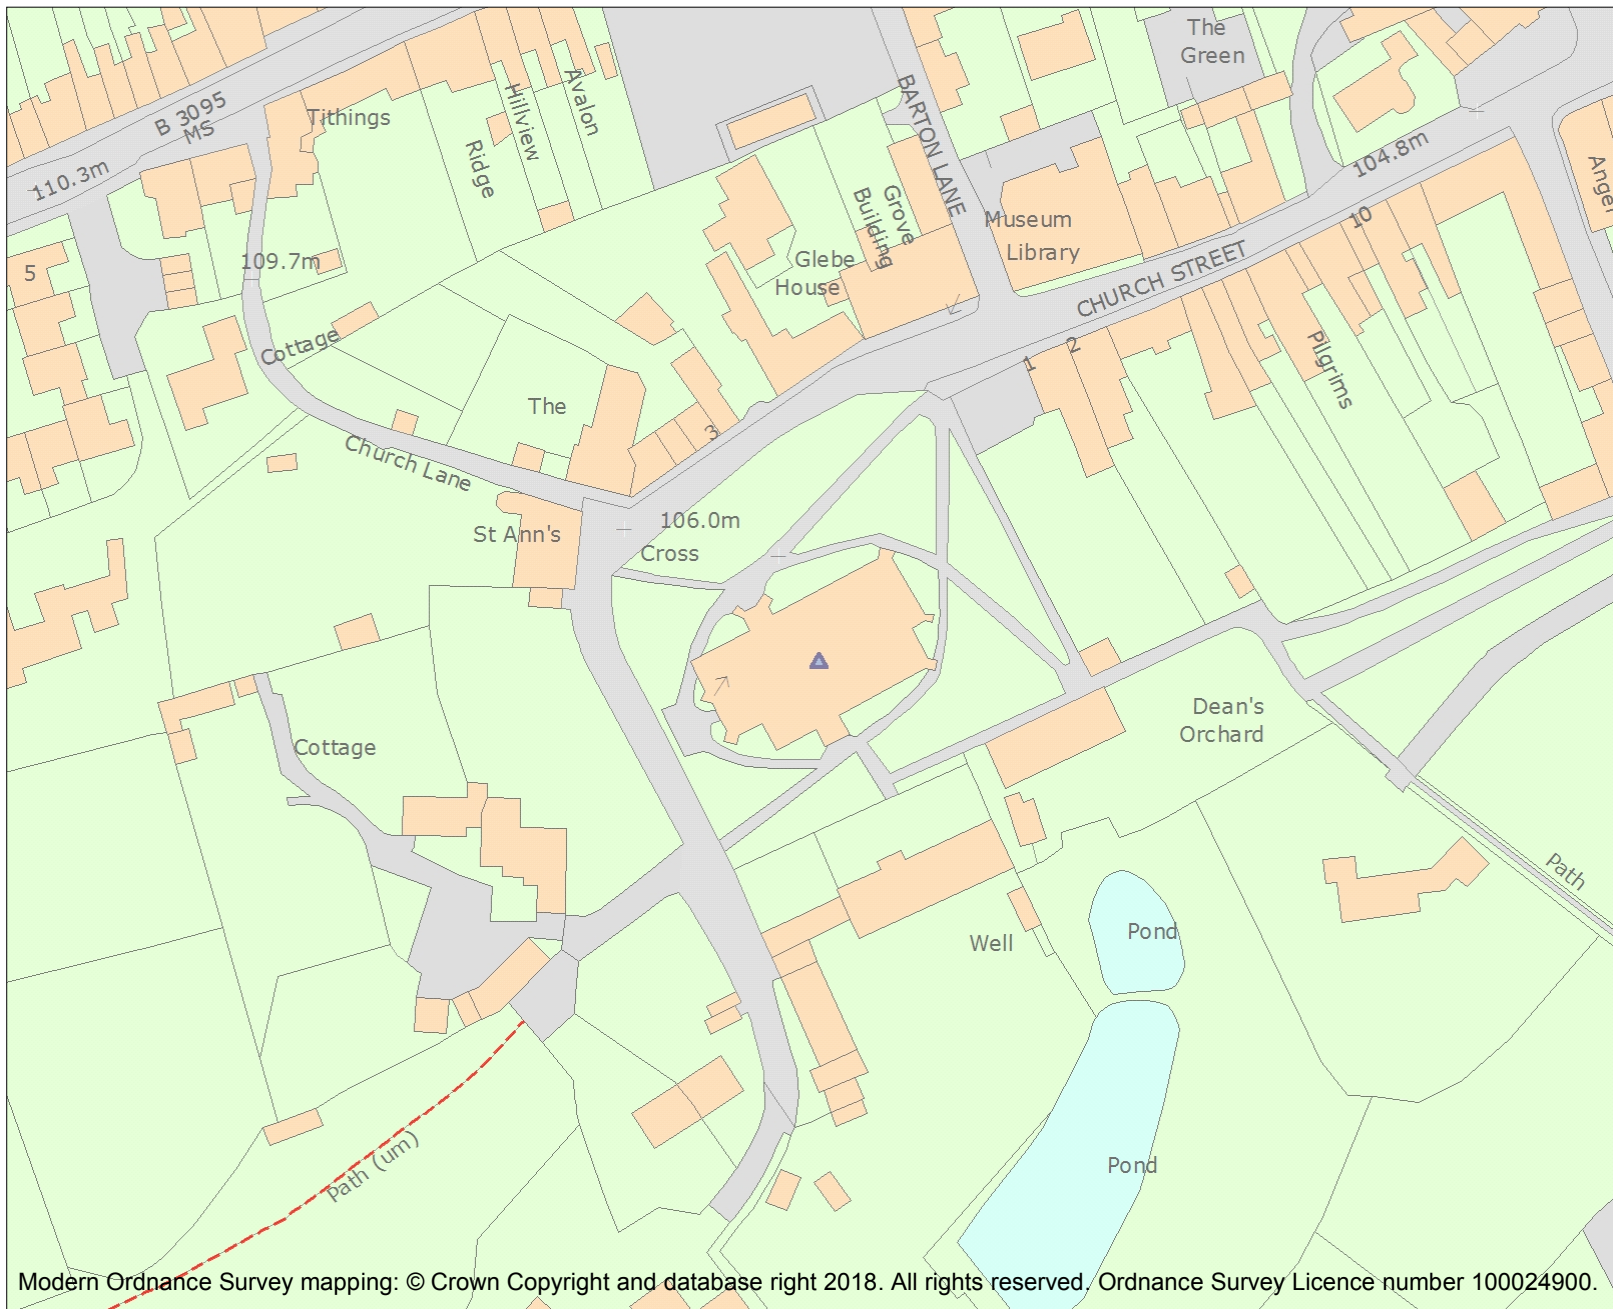 The
Green
B 3095
MS
Tithings
Hillview
Avalon
Ridge
BARTON LANE
104.8m
110.3m
Grove
Building
Museum
Library
10
5
109.7m
Glebe
House
CHURCH STREET
Cottage
1
2
Pilgrims
The
3
Church Lane
St Ann's
106.0m
Cross
Dean's
Orchard
Cottage
Path
Pond
Well
Pond
Path (um)
Modern Ordnance Survey mapping: © Crown Copyright and database right 2018. All rights reserved. Ordnance Survey Licence number 100024900.